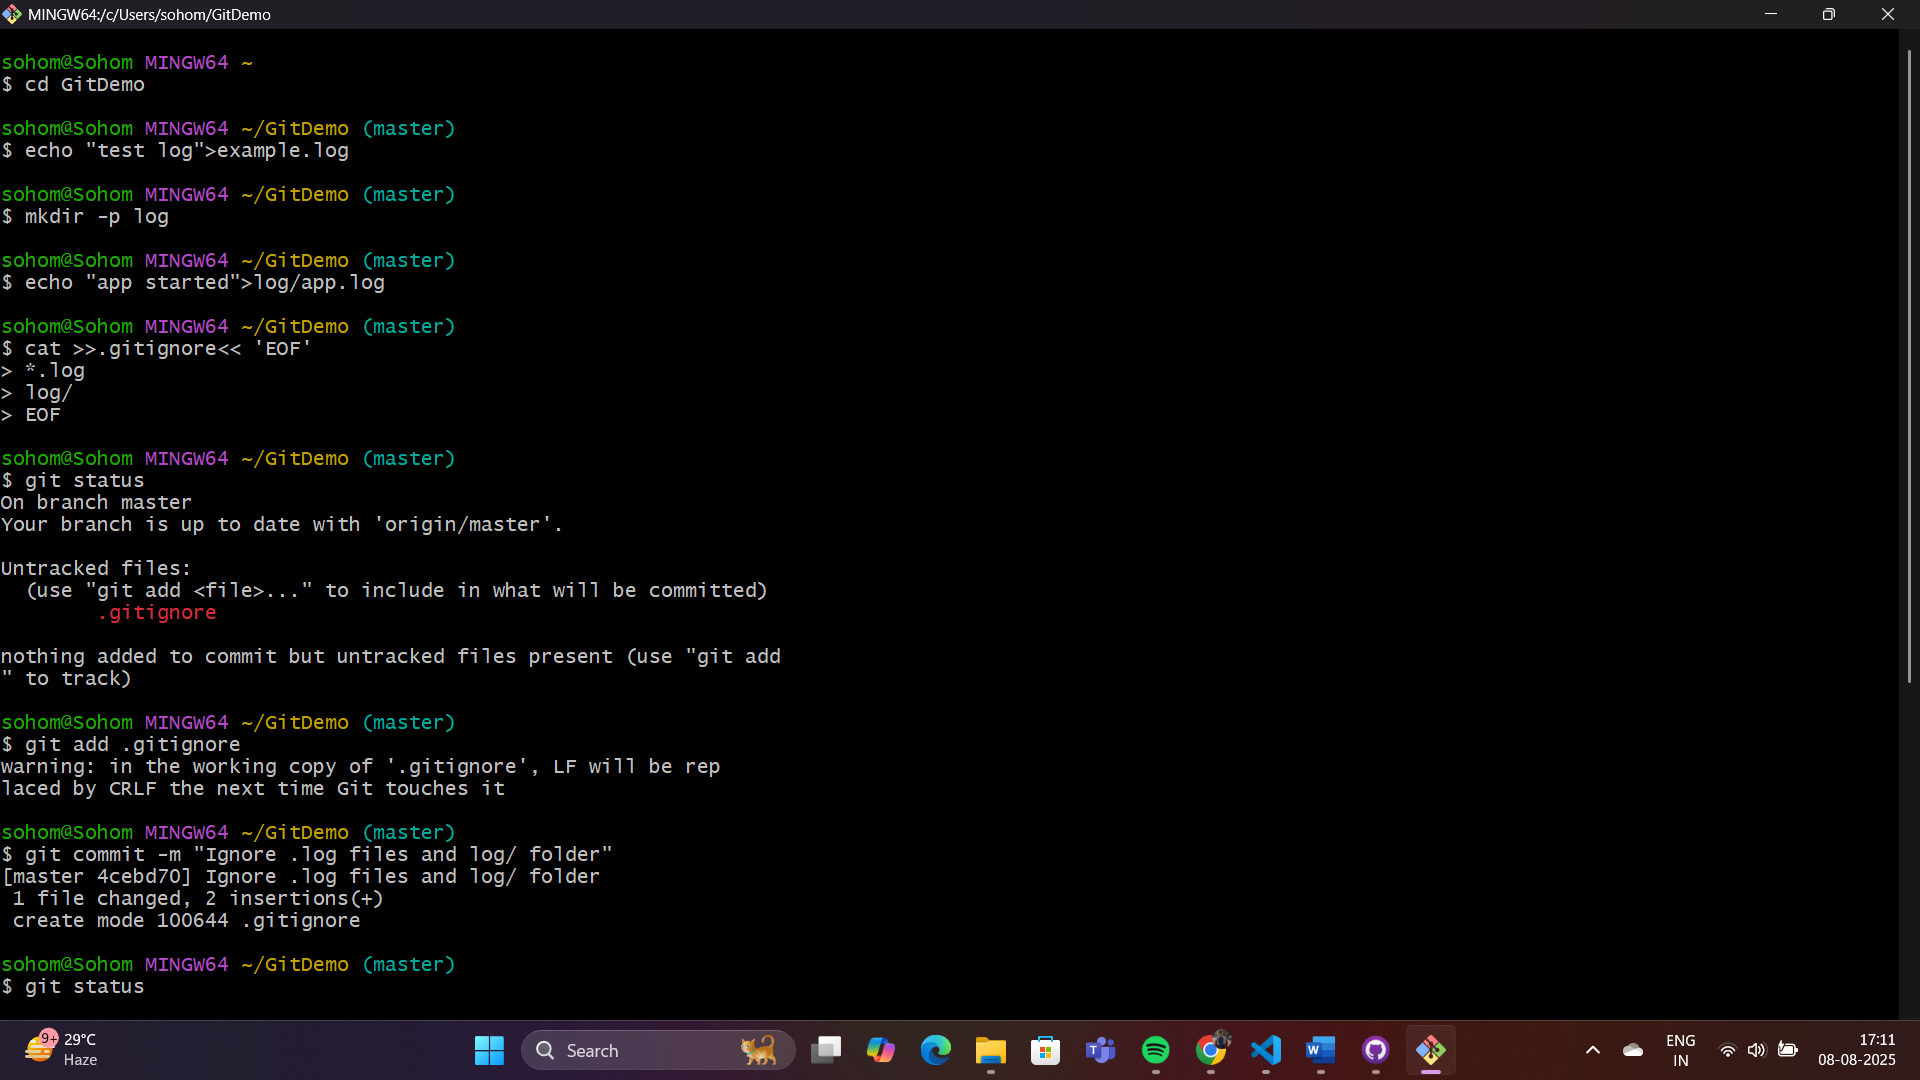 MINGW64:/c/Users/sohom/GitDemo
sohom@Sohom MINGW64 ~
$ cd GitDemo
sohom@Sohom MINGW64 ~/GitDemo (master)
$ echo "test log">example.log
sohom@Sohom MINGW64 ~/GitDemo (master)
$ mkdir -p log
sohom@Sohom MINGW64 ~/GitDemo (master)
$ echo "app started">log/app.log
sohom@Sohom MINGW64 ~/GitDemo (master)
$ cat >>.gitignore<< 'EOF'
> *.log
> log/
> EOF
sohom@Sohom MINGW64 ~/GitDemo (master)
$ git status
On branch master
Your branch is up to date with 'origin/master'.
Untracked files:
  (use "git add <file>..." to include in what will be committed)
        .gitignore
nothing added to commit but untracked files present (use "git add
" to track)
sohom@Sohom MINGW64 ~/GitDemo (master)
$ git add .gitignore
warning: in the working copy of '.gitignore', LF will be rep
laced by CRLF the next time Git touches it
sohom@Sohom MINGW64 ~/GitDemo (master)
$ git commit -m "Ignore .log files and log/ folder"
[master 4cebd70] Ignore .log files and log/ folder
 1 file changed, 2 insertions(+)
 create mode 100644 .gitignore
sohom@Sohom MINGW64 ~/GitDemo (master)
$ git status
9+
29°C
Haze
Search
ENG
IN
17:11
08-08-2025